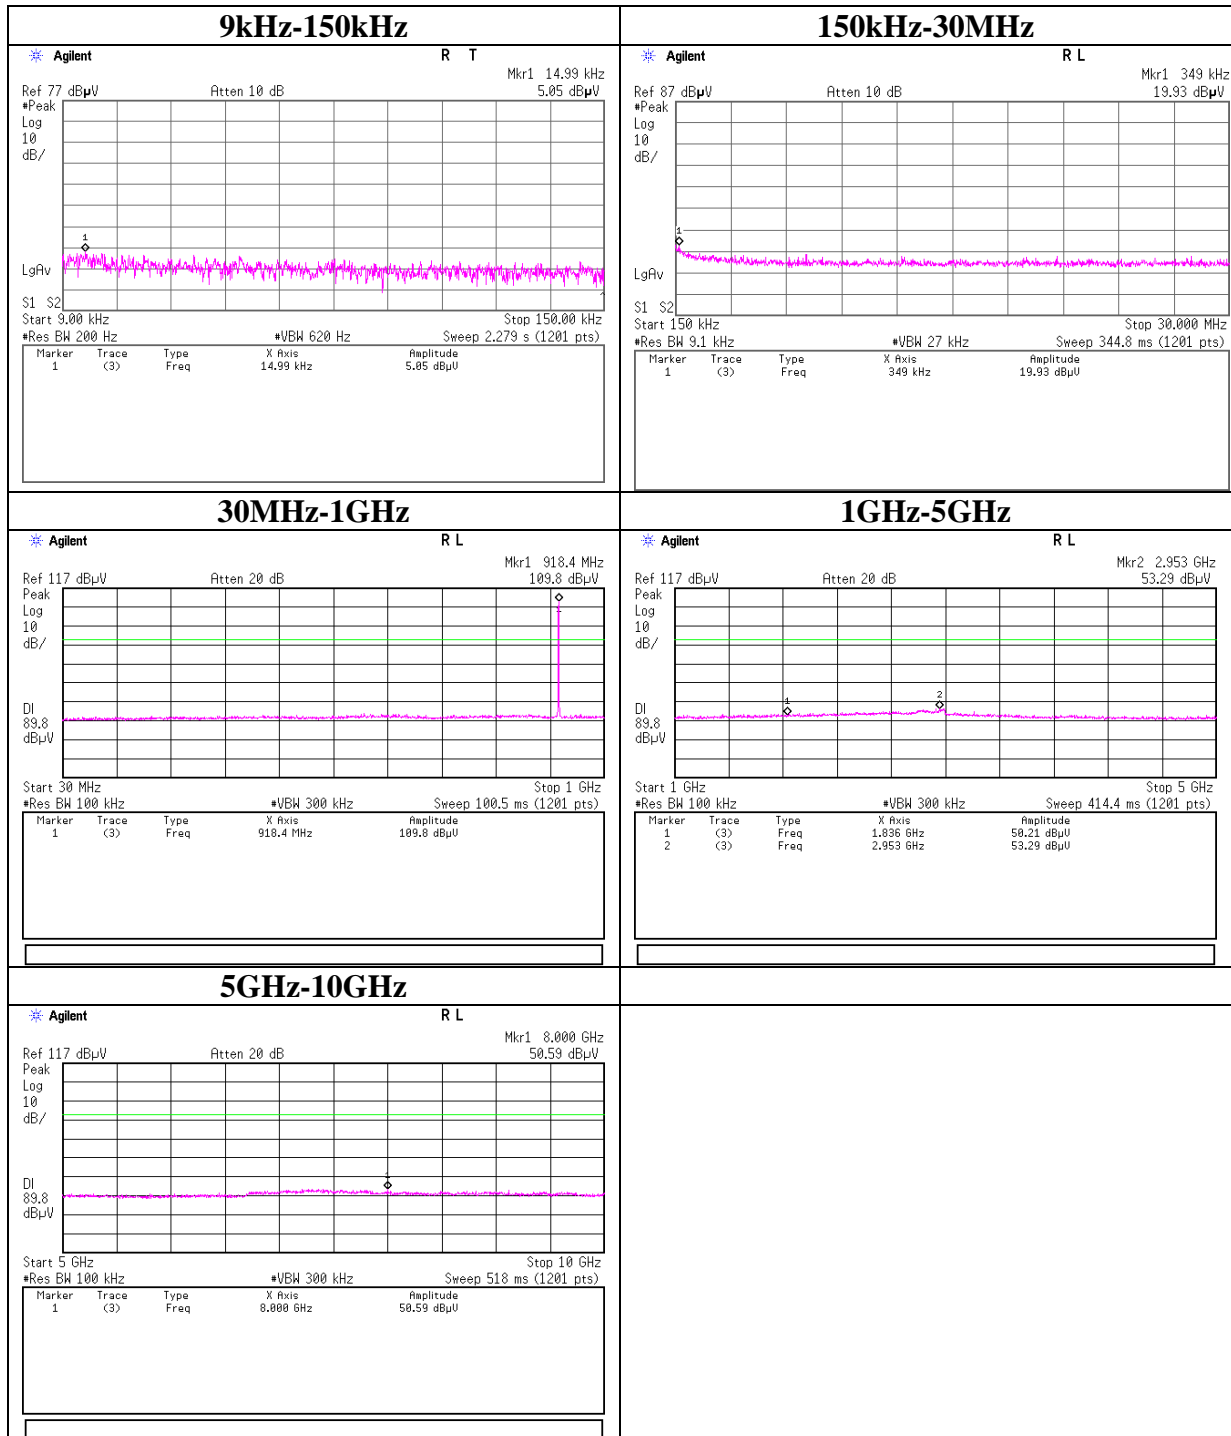 9kHz-150kHz
Agilent R T
Mkr1 14.99 kHz
Ref 77 dBµV Atten 10 dB 5.05 dBµV
#Peak
Log
10
dB/
1
LgAv
S1 S2
Start 9.00 kHz Stop 150.00 kHz
#Res BW 200 Hz #VBW 620 Hz Sweep 2.279 s (1201 pts)
Marker Trace Type X Axis Amplitude
1 (3) Freq 14.99 kHz 5.05 dBµV
150kHz-30MHz
Agilent R L
Mkr1 349 kHz
Ref 87 dBµV Atten 10 dB 19.93 dBµV
#Peak
Log
10
dB/
1
LgAv
S1 S2
Start 150 kHz Stop 30.000 MHz
#Res BW 9.1 kHz #VBW 27 kHz Sweep 344.8 ms (1201 pts)
Marker Trace Type X Axis Amplitude
1 (3) Freq 349 kHz 19.93 dBµV
30MHz-1GHz
Agilent R L
Mkr1 918.4 MHz
Ref 117 dBµV Atten 20 dB 109.8 dBµV
Peak
Log
10
dB/
1
DI
89.8
dBµV
Start 30 MHz Stop 1 GHz
#Res BW 100 kHz #VBW 300 kHz Sweep 100.5 ms (1201 pts)
Marker Trace Type X Axis Amplitude
1 (3) Freq 918.4 MHz 109.8 dBµV
1GHz-5GHz
Agilent R L
Mkr2 2.953 GHz
Ref 117 dBµV Atten 20 dB 53.29 dBµV
Peak
Log
10
dB/
1 2
DI
89.8
dBµV
Start 1 GHz Stop 5 GHz
#Res BW 100 kHz #VBW 300 kHz Sweep 414.4 ms (1201 pts)
Marker Trace Type X Axis Amplitude
1 (3) Freq 1.836 GHz 50.21 dBµV
2 (3) Freq 2.953 GHz 53.29 dBµV
5GHz-10GHz
Agilent R L
Mkr1 8.000 GHz
Ref 117 dBµV Atten 20 dB 50.59 dBµV
Peak
Log
10
dB/
1
DI
89.8
dBµV
Start 5 GHz Stop 10 GHz
#Res BW 100 kHz #VBW 300 kHz Sweep 518 ms (1201 pts)
Marker Trace Type X Axis Amplitude
1 (3) Freq 8.000 GHz 50.59 dBµV